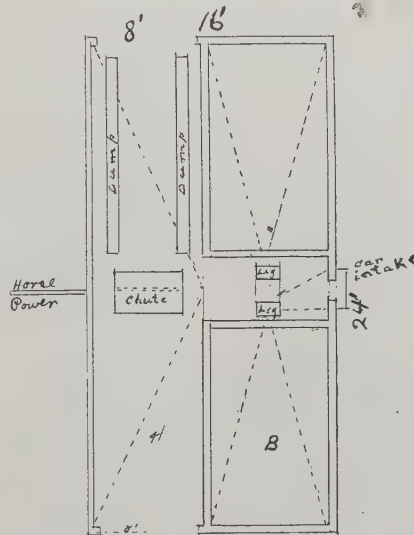 8' 16'
Dump
Dump
Horse
Power
Chute
Leg
Leg
car
intake
24'
B